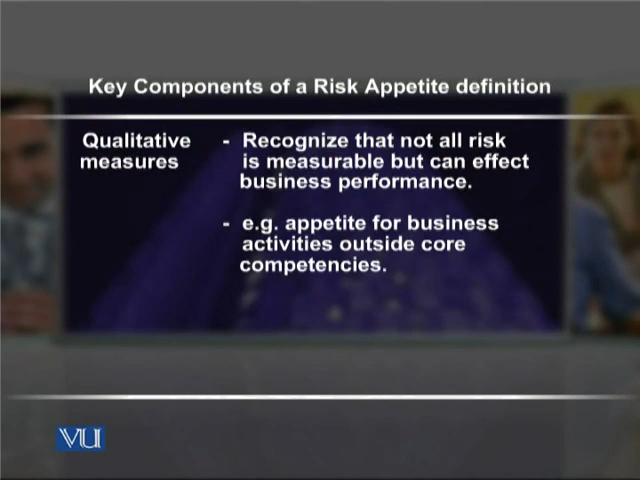 Key Components of a Risk Appetite definition
Qualitative - Recognize that not all risk
measures is measurable but can effect
business performance.
- e.g. appetite for business
activities outside core
competencies.
VU